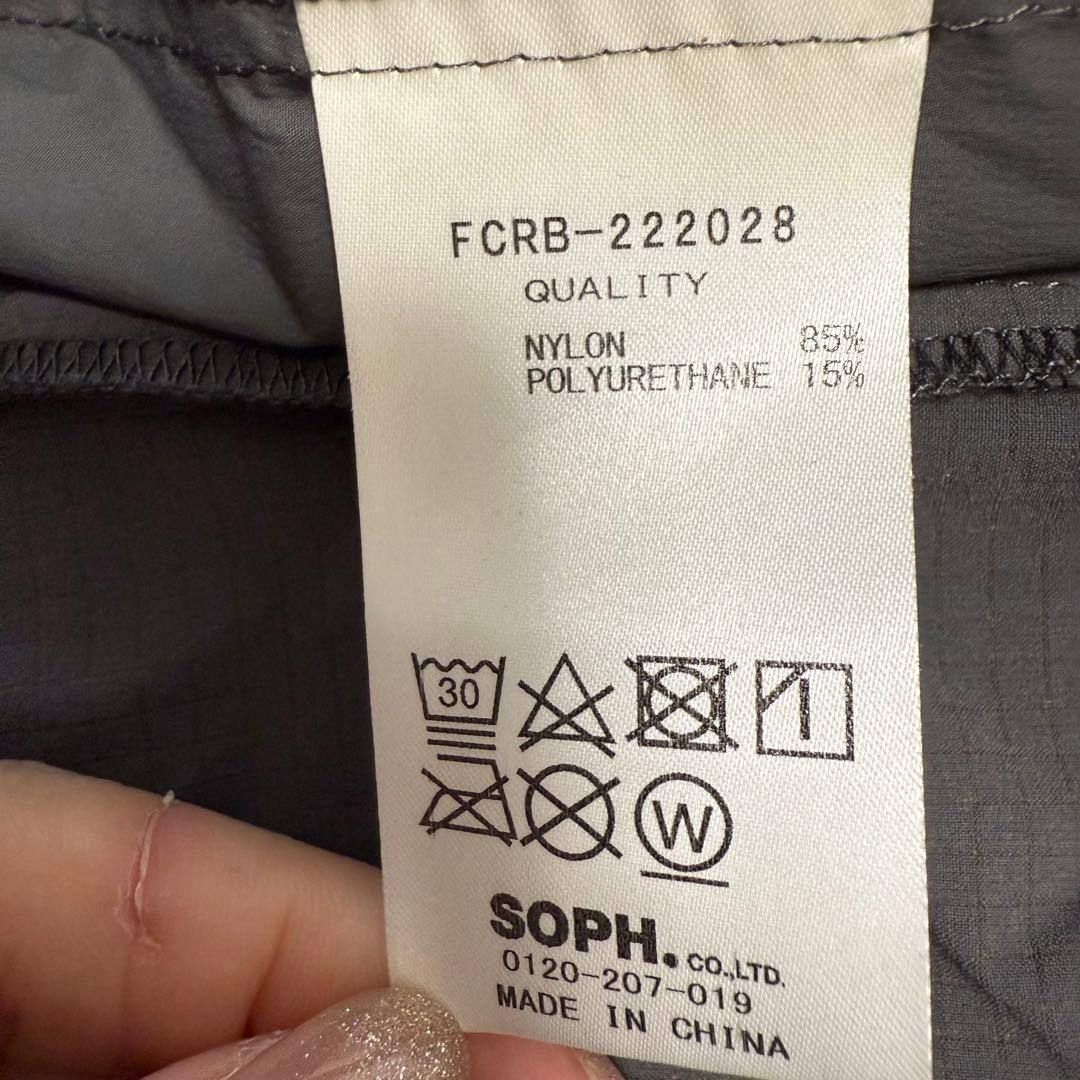 FCRB-222028
QUALITY
NYLON 85%
POLYURETHANE 15%
30
W
SOPH. CO.,LTD.
0120-207-019
MADE IN CHINA